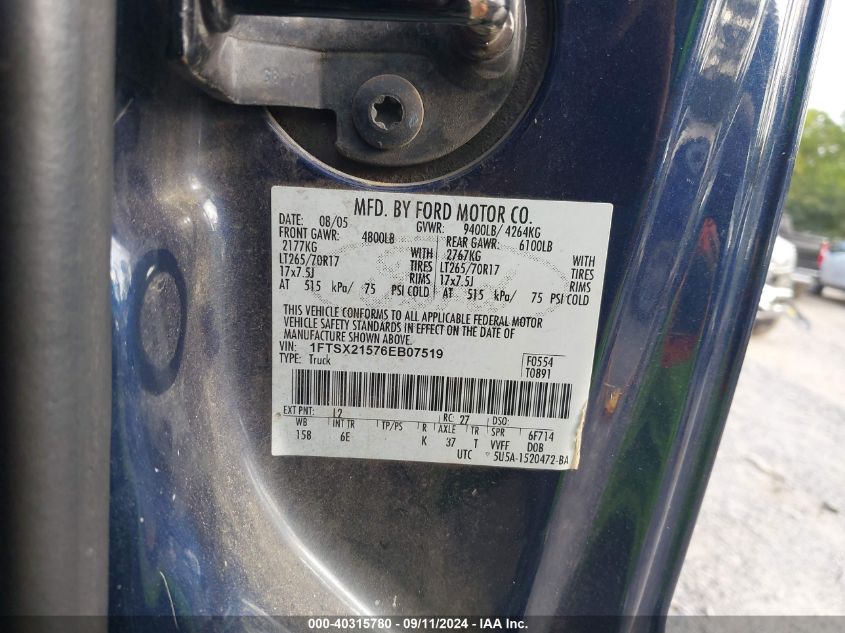 MFD. BY FORD MOTOR CO.
DATE: 08/05 GVWR: 9400LB/ 4264KG
FRONT GAWR: 4800LB REAR GAWR: 6100LB
2177KG WITH 2767KG WITH
LT265/70R17 TIRES LT265/70R17 TIRES
17x7.5J RIMS 17x7.5J RIMS
AT 515 kPa/ 75 PSI COLD AT 515 kPa/ 75 PSI COLD
THIS VEHICLE CONFORMS TO ALL APPLICABLE FEDERAL MOTOR
VEHICLE SAFETY STANDARDS IN EFFECT ON THE DATE OF
MANUFACTURE SHOWN ABOVE.
VIN: 1FTSX21576EB07519
TYPE: Truck
F0554
T0891
EXT PNT: L2 RC: 27 DSO:
WB INT TR TP/PS R AXLE TR SPR 6F714
158 6E K 37 T VVFF DOB
UTC 5U5A-1520472-BA
000-40315780 - 09/11/2024 - IAA Inc.